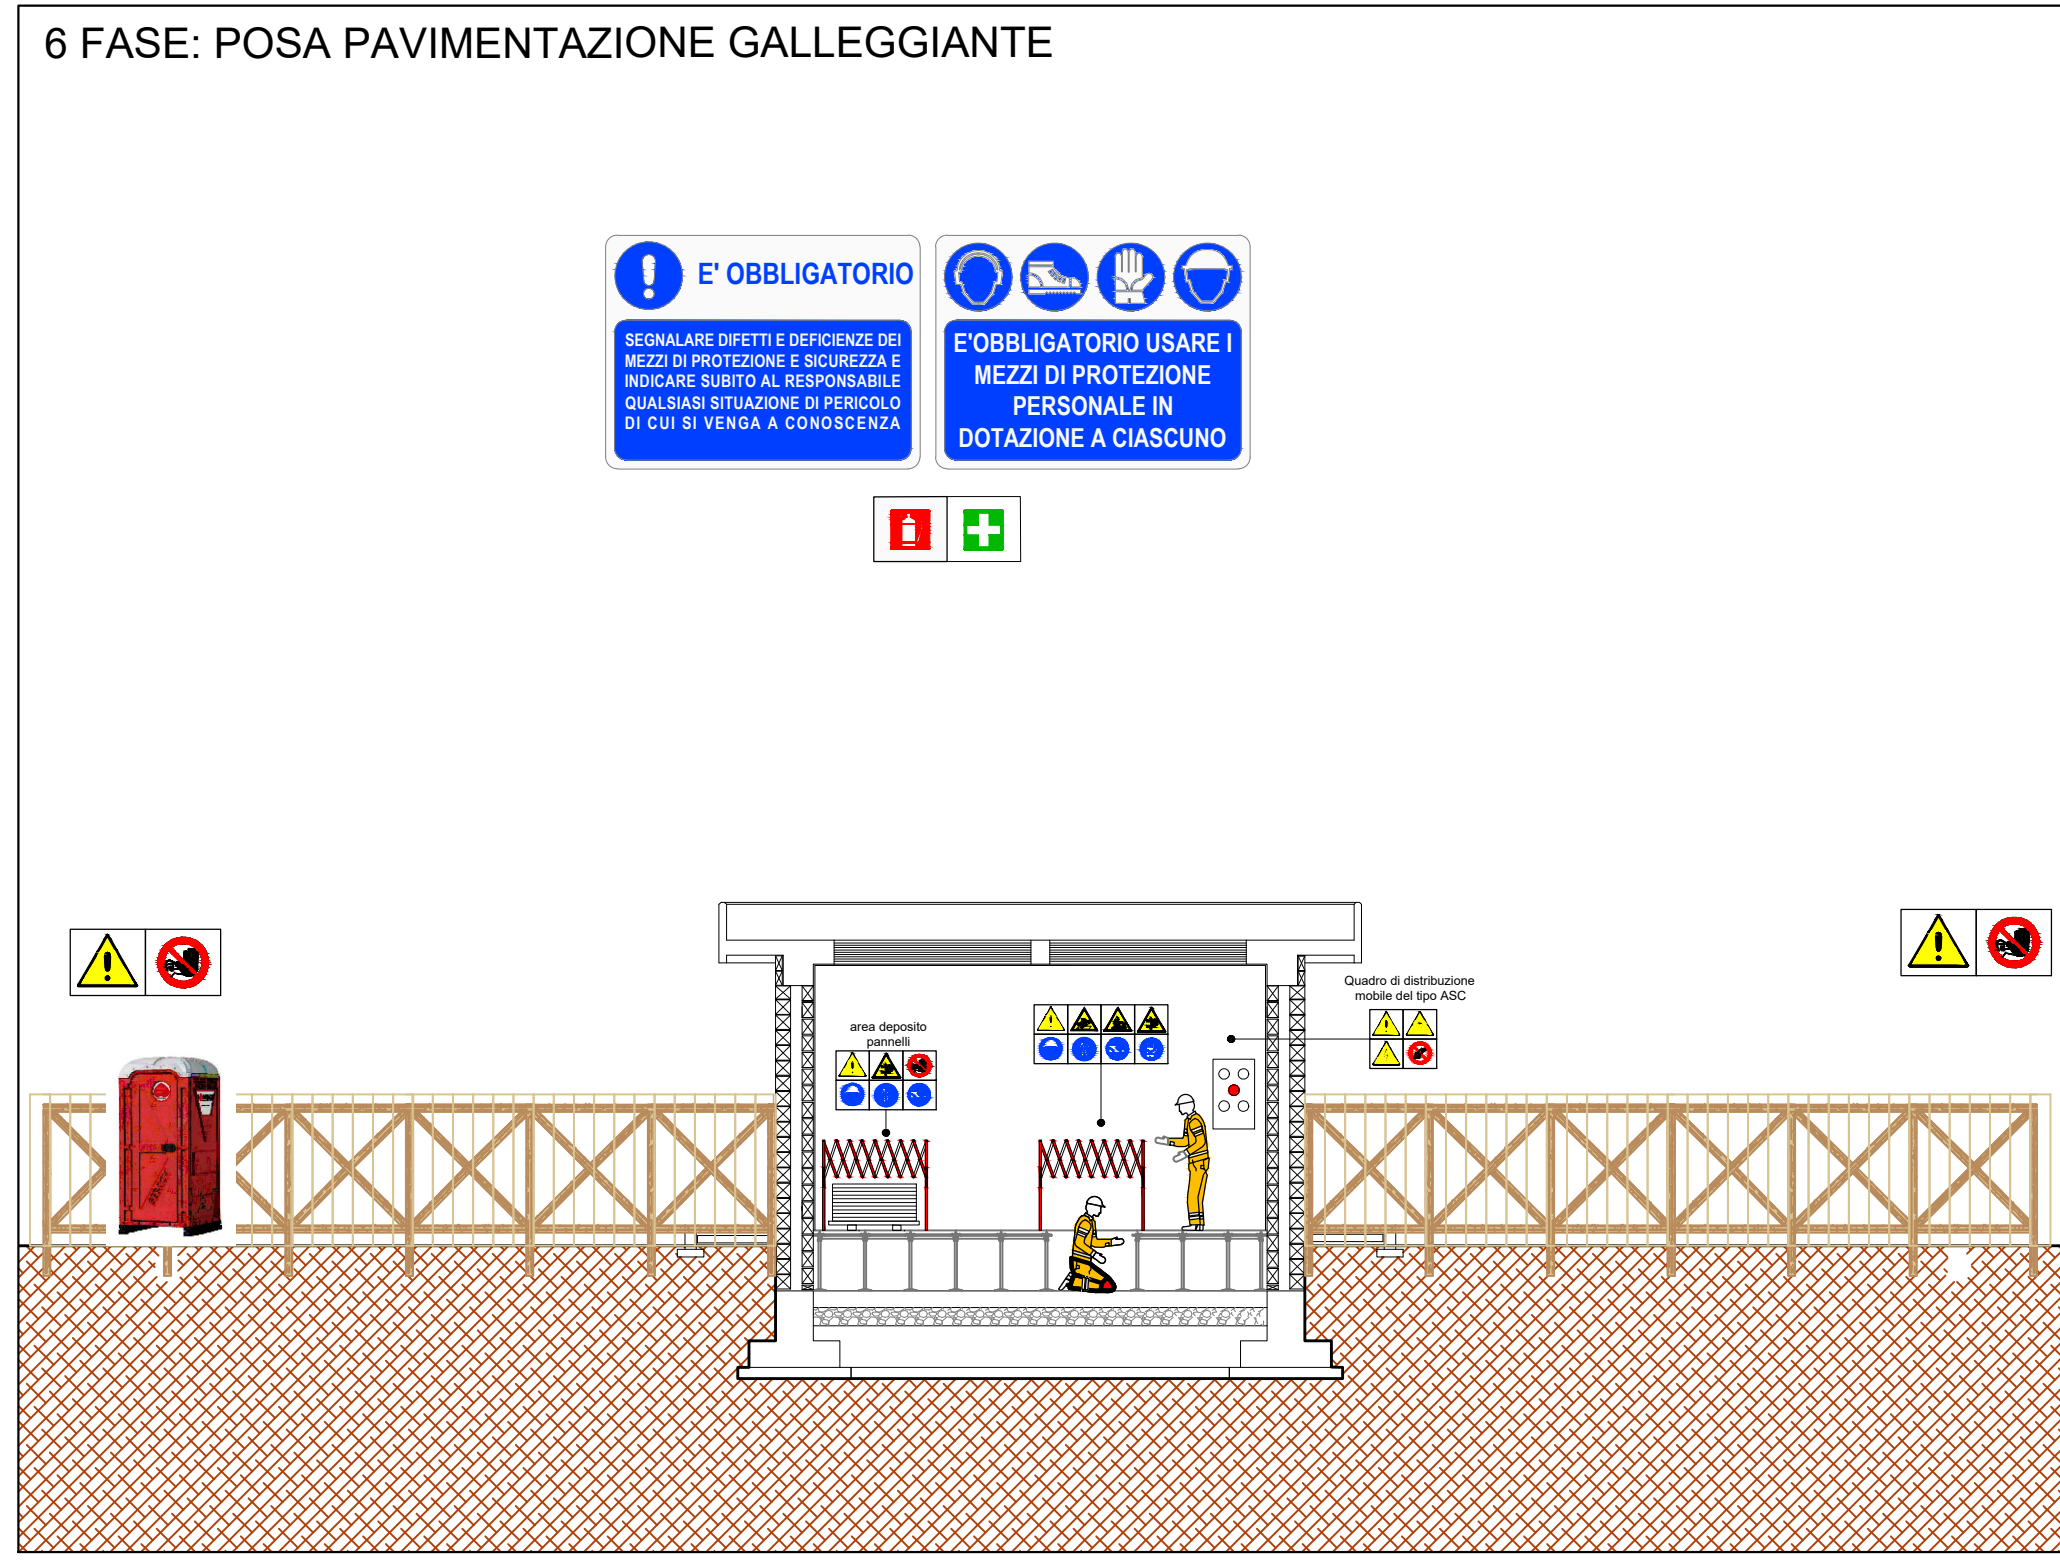 6 FASE: POSA PAVIMENTAZIONE GALLEGGIANTE
E' OBBLIGATORIO
SEGNALARE DIFETTI E DEFICIENZE DEI
MEZZI DI PROTEZIONE E SICUREZZA E
INDICARE SUBITO AL RESPONSABILE
QUALSIASI SITUAZIONE DI PERICOLO
DI CUI SI VENGA A CONOSCENZA
E'OBBLIGATORIO USARE I
MEZZI DI PROTEZIONE
PERSONALE IN
DOTAZIONE A CIASCUNO
Quadro di distribuzione
mobile del tipo ASC
area deposito
pannelli